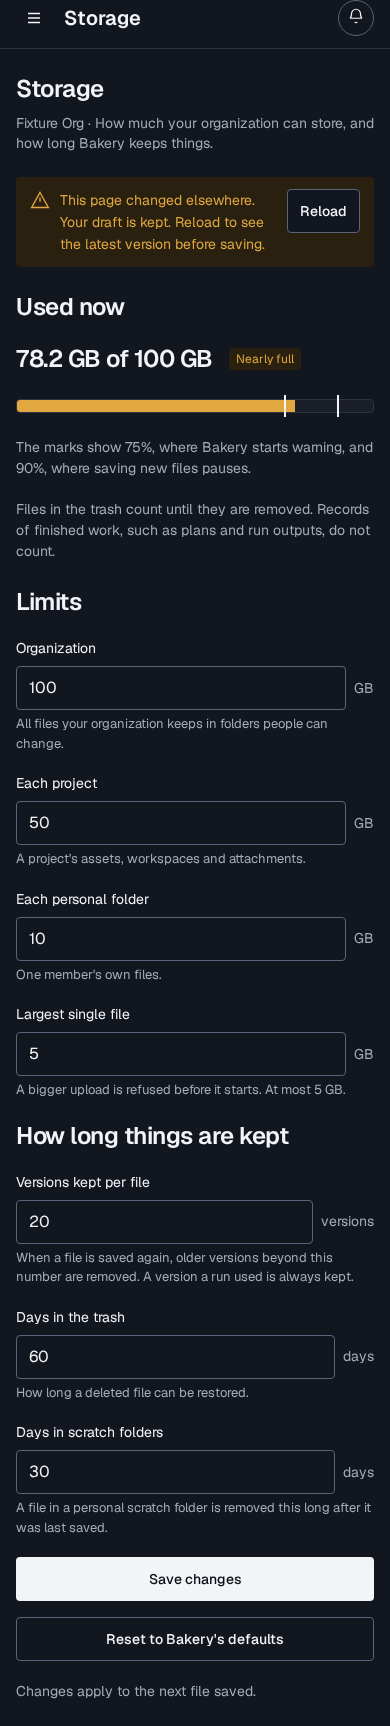 Storage
Storage
Fixture Org · How much your organization can store, and
how long Bakery keeps things.
This page changed elsewhere.
Your draft is kept. Reload to see
the latest version before saving.
Reload
Used now
78.2 GB of 100 GB
Nearly full
The marks show 75%, where Bakery starts warning, and
90%, where saving new files pauses.
Files in the trash count until they are removed. Records
of finished work, such as plans and run outputs, do not
count.
Limits
Organization
100
GB
All files your organization keeps in folders people can
change.
Each project
50
GB
A project's assets, workspaces and attachments.
Each personal folder
10
GB
One member's own files.
Largest single file
5
GB
A bigger upload is refused before it starts. At most 5 GB.
How long things are kept
Versions kept per file
20
versions
When a file is saved again, older versions beyond this
number are removed. A version a run used is always kept.
Days in the trash
60
days
How long a deleted file can be restored.
Days in scratch folders
30
days
A file in a personal scratch folder is removed this long after it
was last saved.
Save changes
Reset to Bakery's defaults
Changes apply to the next file saved.